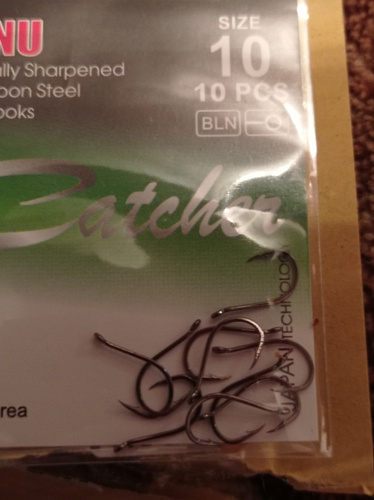 NU
SIZE
10
10 PCS
ally Sharpened
bon Steel
ooks
BLN
Catcher
JAPAN TECHNOLOGY
rea